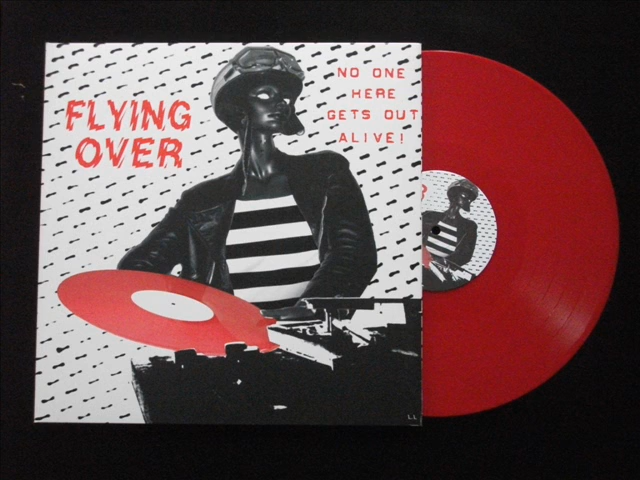 FLYING
OVER
NO ONE
HERE
GETS OUT
ALIVE!
L.L